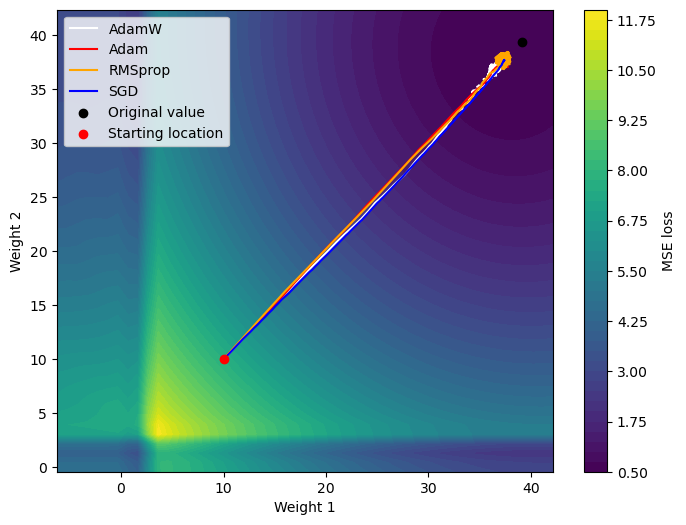 AdamW
Adam
RMSprop
SGD
Original value
Starting location
40
35
30
25
20
15
10
5
0
Weight 2
0
10
20
30
40
Weight 1
11.75
10.50
9.25
8.00
6.75
5.50
4.25
3.00
1.75
0.50
MSE loss